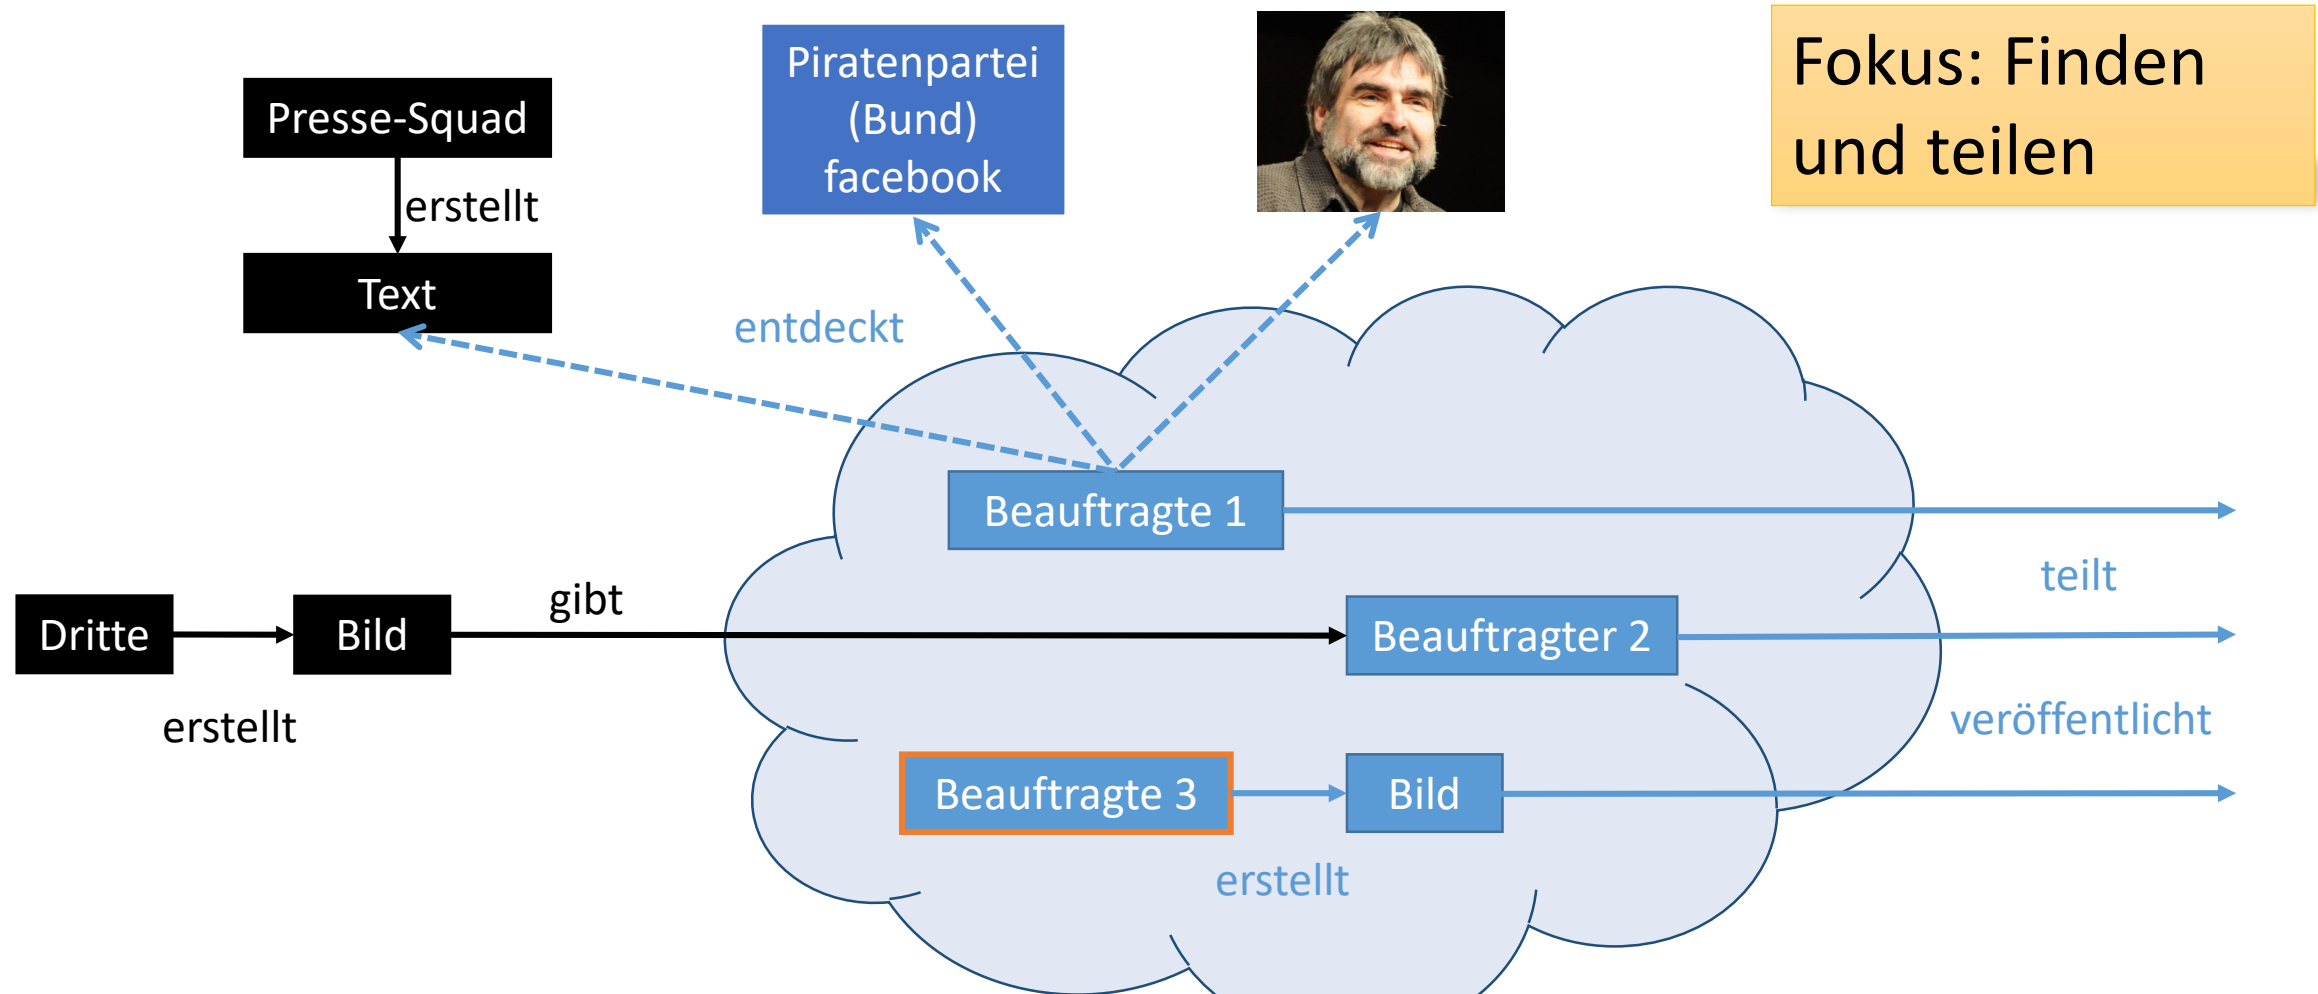 Presse-Squad
erstellt
Text
Piratenpartei
(Bund)
facebook
Fokus: Finden
und teilen
entdeckt
Beauftragte 1
teilt
Dritte
Bild
gibt
Beauftragter 2
erstellt
veröffentlicht
Beauftragte 3
Bild
erstellt